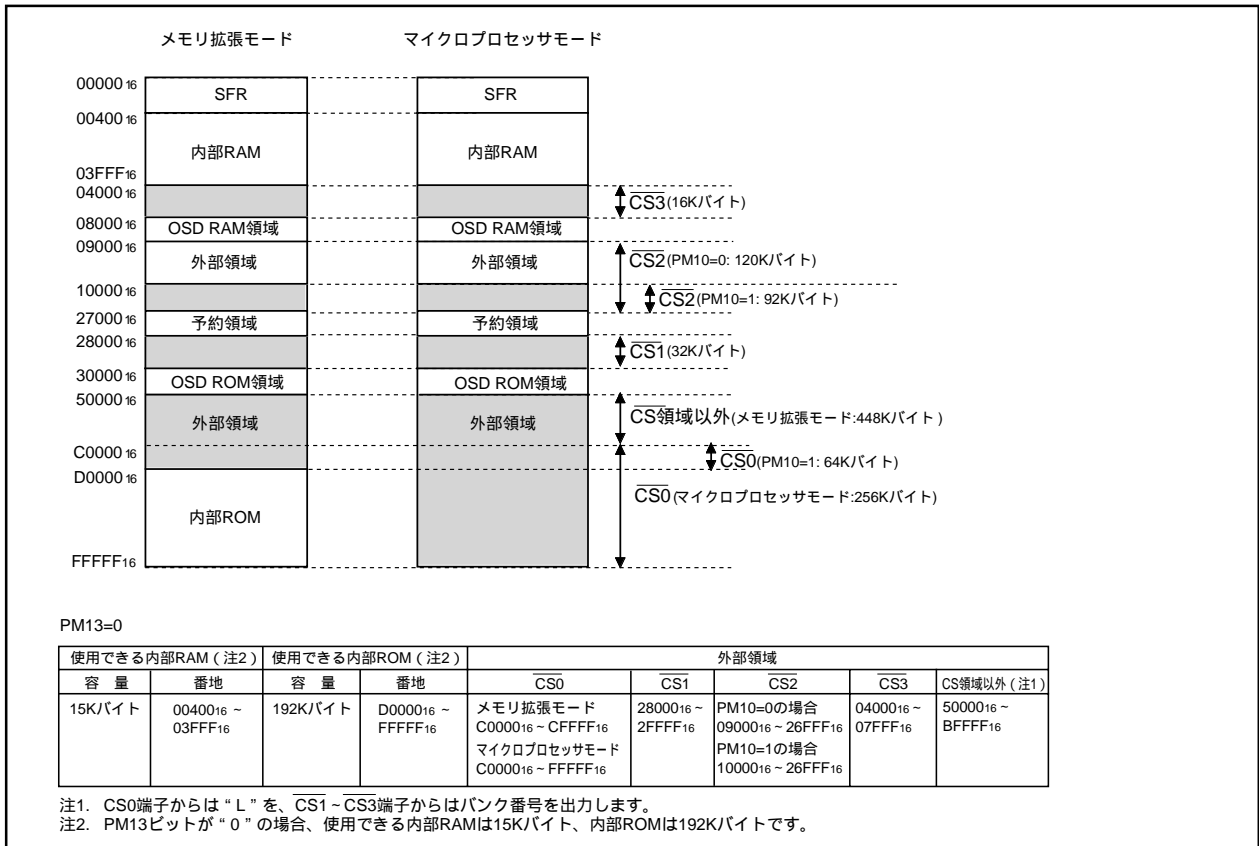 メモリ拡張モード マイクロプロセッサモード
00000₁₆ SFR SFR
00400₁₆
内部RAM 内部RAM
03FFF₁₆
04000₁₆ CS3(16Kバイト)
08000₁₆ OSD RAM領域 OSD RAM領域
09000₁₆
外部領域 外部領域 CS2(PM10=0: 120Kバイト)
10000₁₆ CS2(PM10=1: 92Kバイト)
27000₁₆ 予約領域 予約領域
28000₁₆ CS1(32Kバイト)
30000₁₆ OSD ROM領域 OSD ROM領域
50000₁₆
外部領域 外部領域 CS領域以外(メモリ拡張モード:448Kバイト)
C0000₁₆ CS0(PM10=1: 64Kバイト)
D0000₁₆
CS0(マイクロプロセッサモード:256Kバイト)
内部ROM
FFFFF₁₆
PM13=0
使用できる内部RAM(注2) 使用できる内部ROM(注2) 外部領域
容 量 番地 容 量 番地 CS0 CS1 CS2 CS3 CS領域以外(注1)
15Kバイト 00400₁₆~ 192Kバイト D0000₁₆~ メモリ拡張モード 28000₁₆~ PM10=0の場合 04000₁₆~ 50000₁₆~
03FFF₁₆ FFFFF₁₆ C0000₁₆~CFFFF₁₆ 2FFFF₁₆ 09000₁₆~26FFF₁₆ 07FFF₁₆ BFFFF₁₆
マイクロプロセッサモード PM10=1の場合
C0000₁₆~FFFFF₁₆ 10000₁₆~26FFF₁₆
注1. CS0端子からは“L”を、CS1~CS3端子からはバンク番号を出力します。
注2. PM13ビットが“0”の場合、使用できる内部RAMは15Kバイト、内部ROMは192Kバイトです。